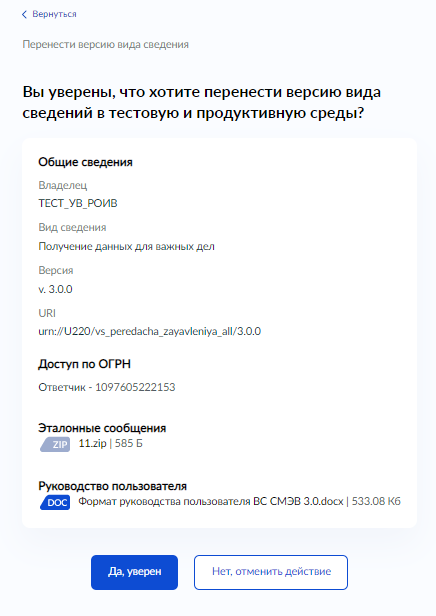 Вернуться
Перенести версию вида сведения
Вы уверены, что хотите перенести версию вида
сведений в тестовую и продуктивную среды?
Общие сведения
Владелец
ТЕСТ_УВ_РОИВ
Вид сведения
Получение данных для важных дел
Версия
v. 3.0.0
URI
urn://U220/vs_peredacha_zayavleniya_all/3.0.0
Доступ по ОГРН
Ответчик - 1097605222153
Эталонные сообщения
ZIP 11.zip | 585 Б
Руководство пользователя
DOC Формат руководства пользователя ВС СМЭВ 3.0.docx | 533.08 Кб
Да, уверен Нет, отменить действие